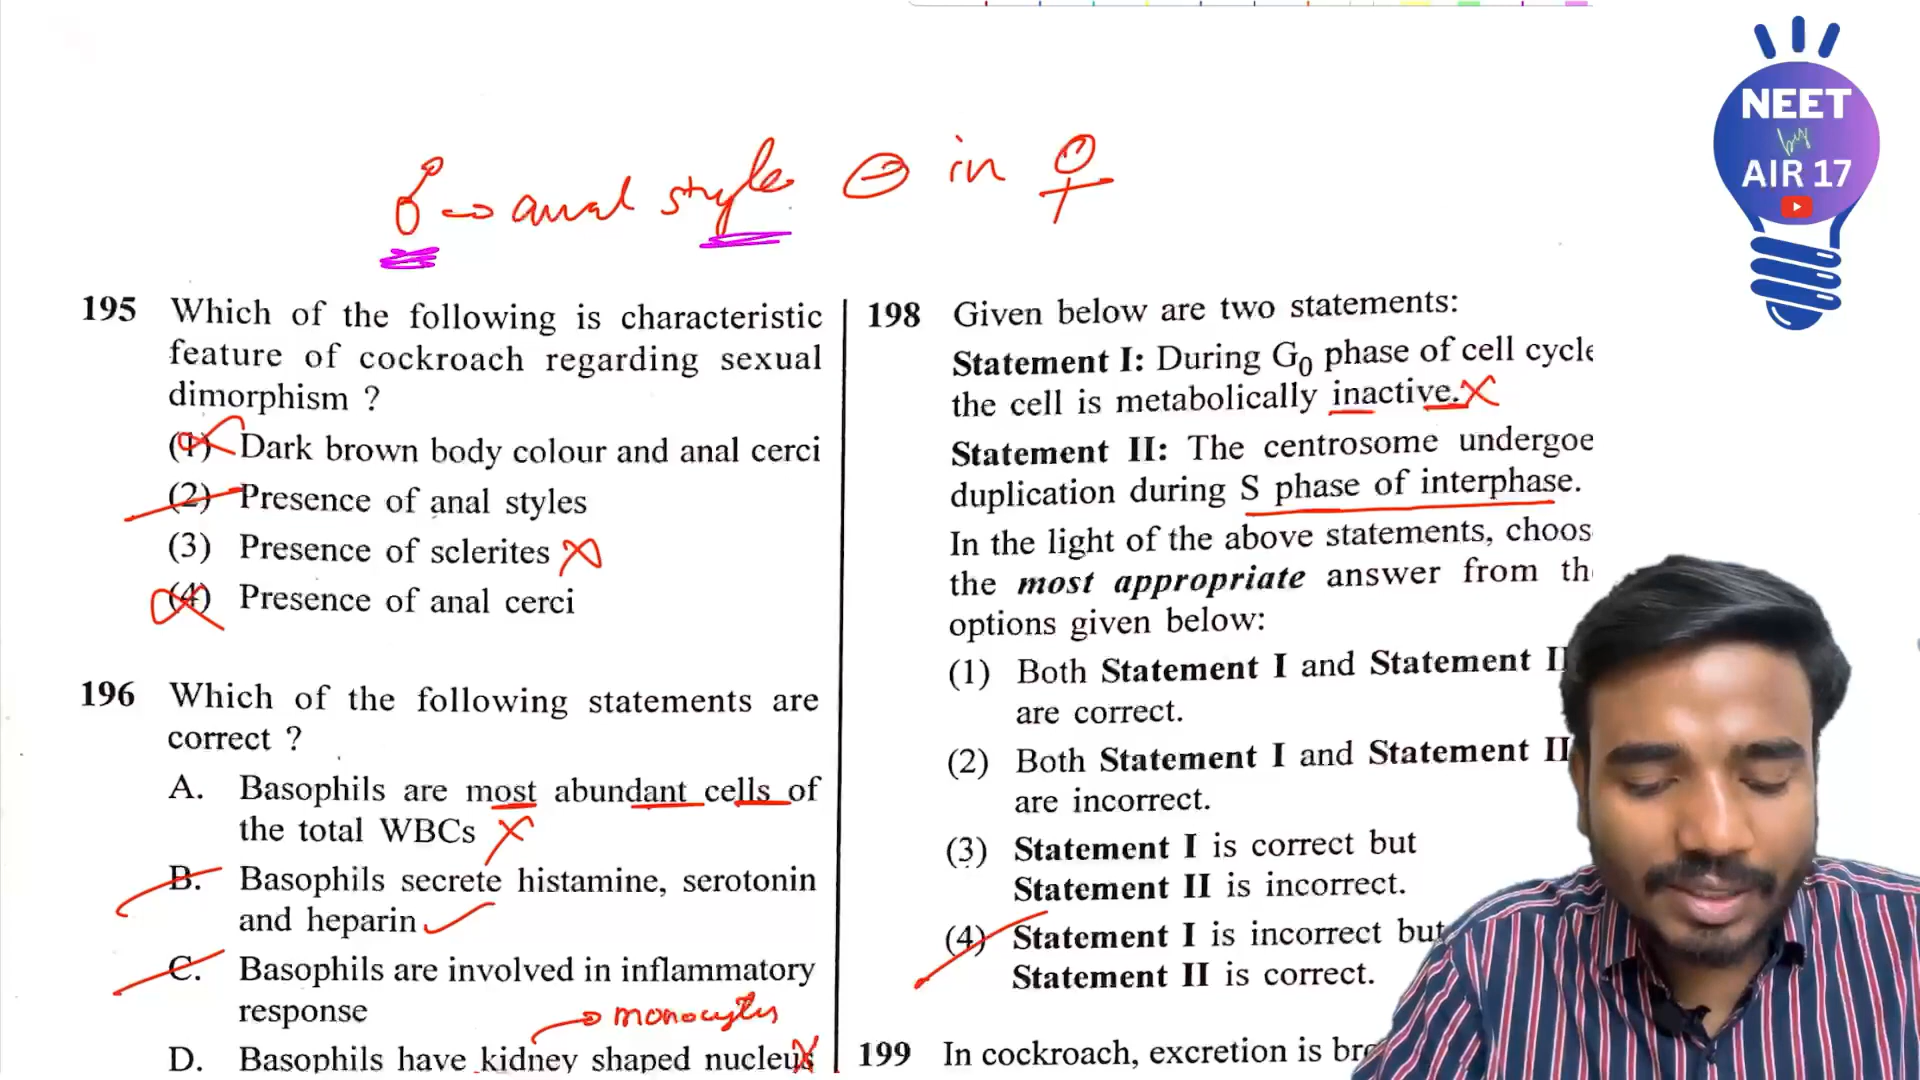 ♂ → anal style ⊖ in ♀
NEET
by
AIR 17
195 Which of the following is characteristic
feature of cockroach regarding sexual
dimorphism ?
(1) Dark brown body colour and anal cerci
(2) Presence of anal styles
(3) Presence of sclerites
(4) Presence of anal cerci
196 Which of the following statements are
correct ?
A. Basophils are most abundant cells of
the total WBCs
B. Basophils secrete histamine, serotonin
and heparin
C. Basophils are involved in inflammatory
response
→ monocytes
D. Basophils have kidney shaped nucleus
198 Given below are two statements:
Statement I: During G₀ phase of cell cycle
the cell is metabolically inactive.
Statement II: The centrosome undergoe
duplication during S phase of interphase.
In the light of the above statements, choos
the most appropriate answer from th
options given below:
(1) Both Statement I and Statement II
are correct.
(2) Both Statement I and Statement II
are incorrect.
(3) Statement I is correct but
Statement II is incorrect.
(4) Statement I is incorrect but
Statement II is correct.
199 In cockroach, excretion is br